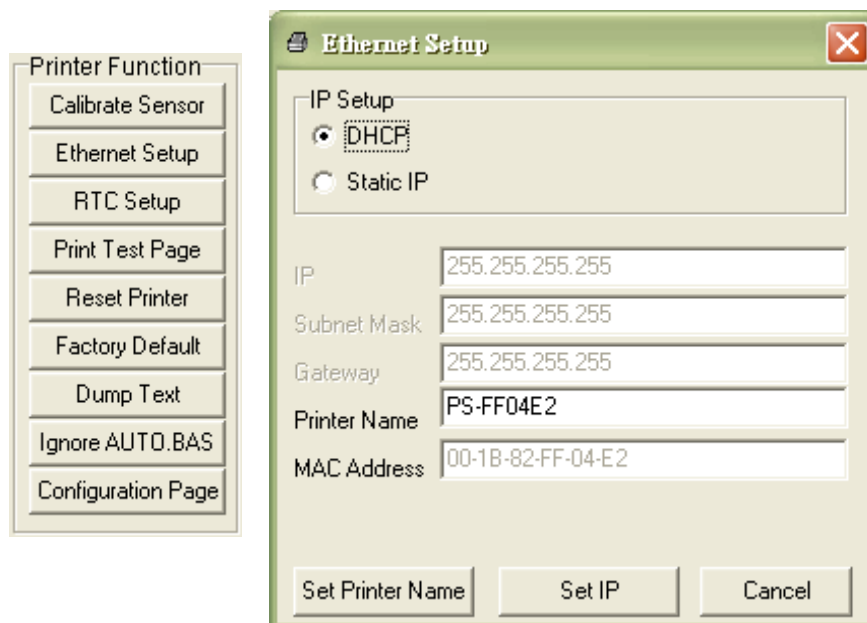 Printer Function
Calibrate Sensor
Ethernet Setup
RTC Setup
Print Test Page
Reset Printer
Factory Default
Dump Text
Ignore AUTO.BAS
Configuration Page
Ethernet Setup
IP Setup
DHCP
Static IP
IP 255.255.255.255
Subnet Mask 255.255.255.255
Gateway 255.255.255.255
Printer Name PS-FF04E2
MAC Address 00-1B-82-FF-04-E2
Set Printer Name Set IP Cancel